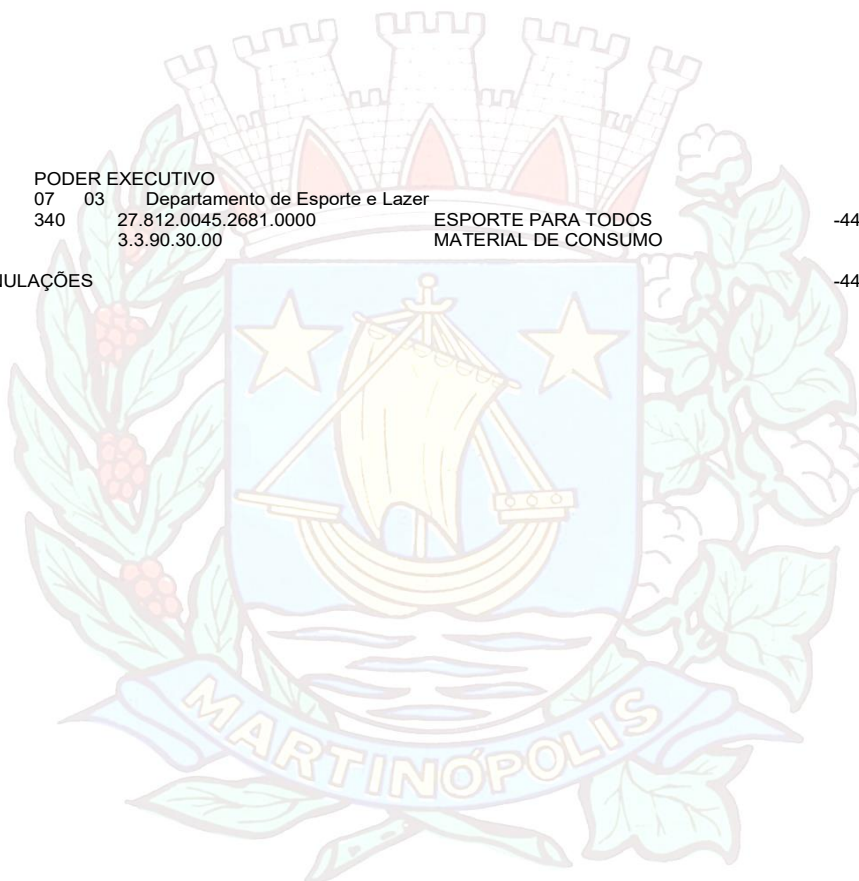 PODER EXECUTIVO
07 03 Departamento de Esporte e Lazer
340 27.812.0045.2681.0000 ESPORTE PARA TODOS -44
3.3.90.30.00 MATERIAL DE CONSUMO
-44
MARTINÓPOLIS